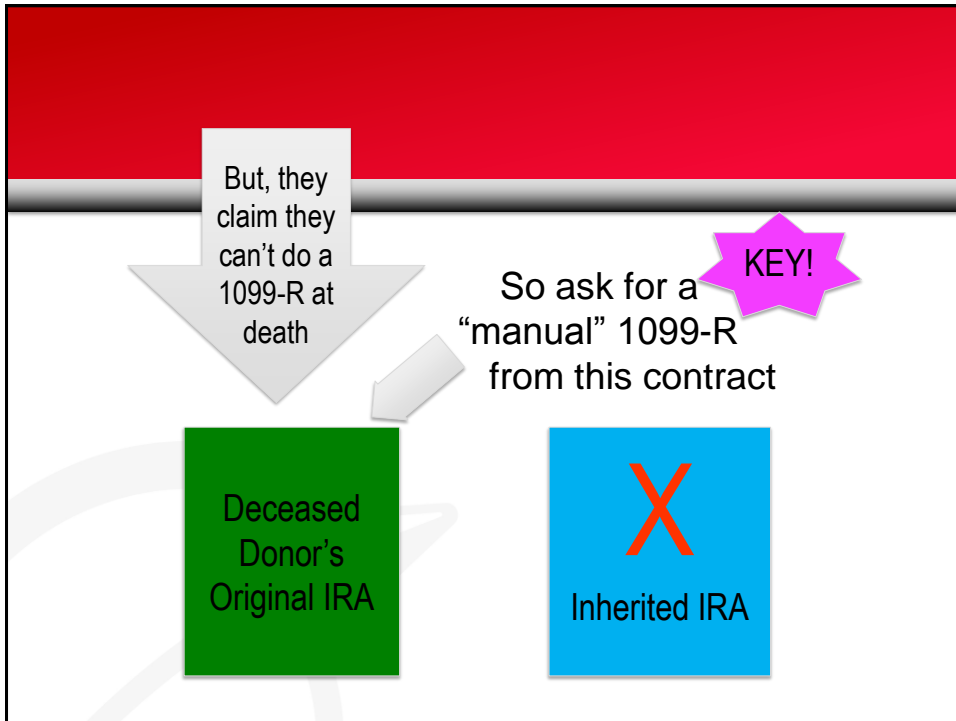 But, they
claim they
can’t do a
1099-R at
death
KEY!
So ask for a
“manual” 1099-R
from this contract
Deceased
Donor’s
Original IRA
X
Inherited IRA